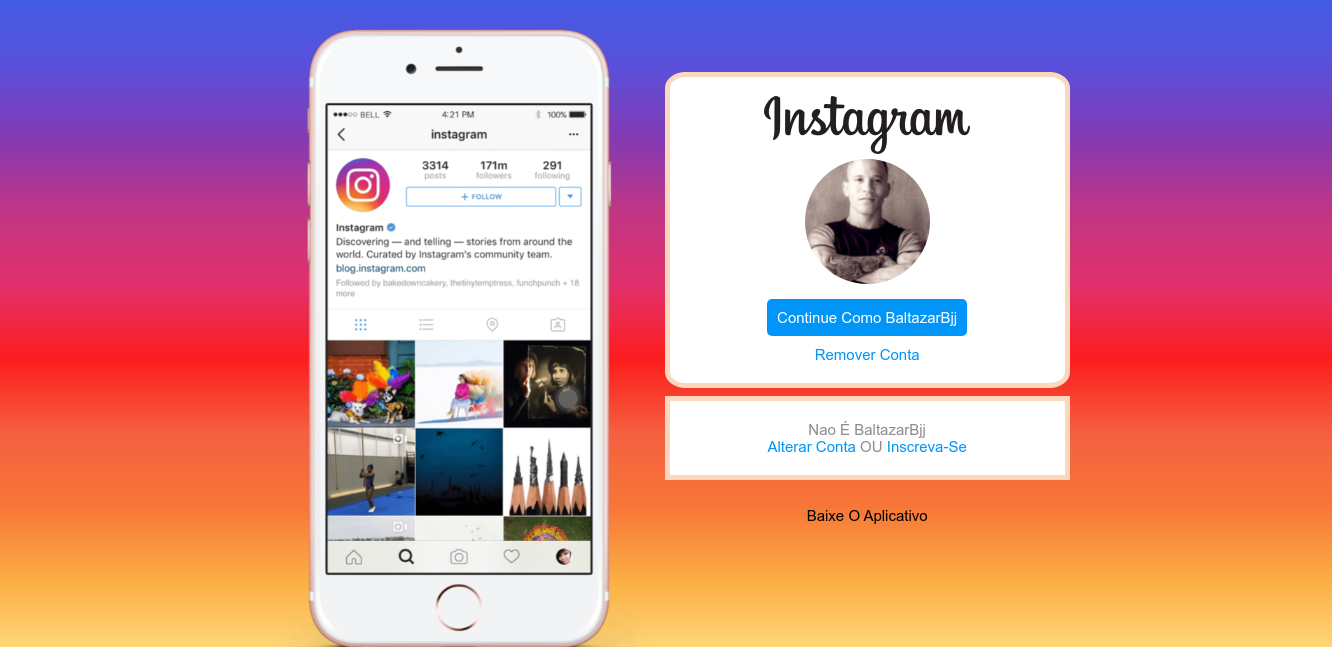 BELL 4:21 PM 100%
instagram
3314 171m 291
posts followers following
+ FOLLOW
Instagram
Discovering — and telling — stories from around the
world. Curated by Instagram's community team.
blog.instagram.com
Followed by bakedowncakery, thetinytemptress, funchpunch + 18
more
Instagram
Continue Como BaltazarBjj
Remover Conta
Nao É BaltazarBjj
Alterar Conta OU Inscreva-Se
Baixe O Aplicativo